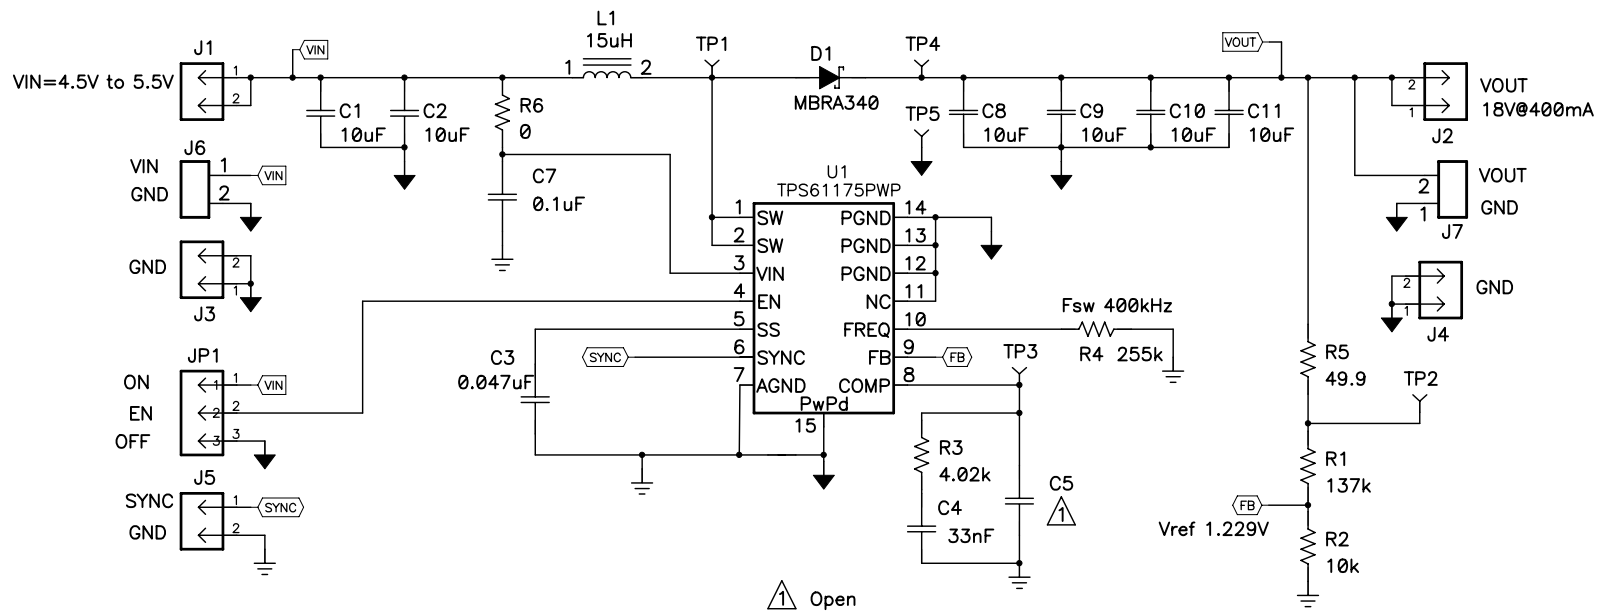 L1
15uH
1 2
TP1
D1
MBRA340
TP4
TP5
VOUT
J1
VIN
VIN=4.5V to 5.5V
1
2
C1
10uF
C2
10uF
R6
0
C7
0.1uF
C8
10uF
C9
10uF
C10
10uF
C11
10uF
2
1
VOUT
18V@400mA
J2
J6
VIN
GND
1
2
VIN
VOUT
GND
2
1
J7
GND
2
1
J3
GND
2
1
J4
U1
TPS61175PWP
1 SW
2 SW
3 VIN
4 EN
5 SS
6 SYNC
7 AGND
PGND 14
PGND 13
PGND 12
NC 11
FREQ 10
FB 9
COMP 8
PwPd
15
Fsw 400kHz
R4 255k
FB
TP3
SYNC
C3
0.047uF
JP1
ON
EN
OFF
1 1
2 2
3 3
VIN
J5
SYNC
GND
1
2
SYNC
R3
4.02k
C4
33nF
C5
1
R5
49.9
TP2
R1
137k
FB
Vref 1.229V
R2
10k
1 Open